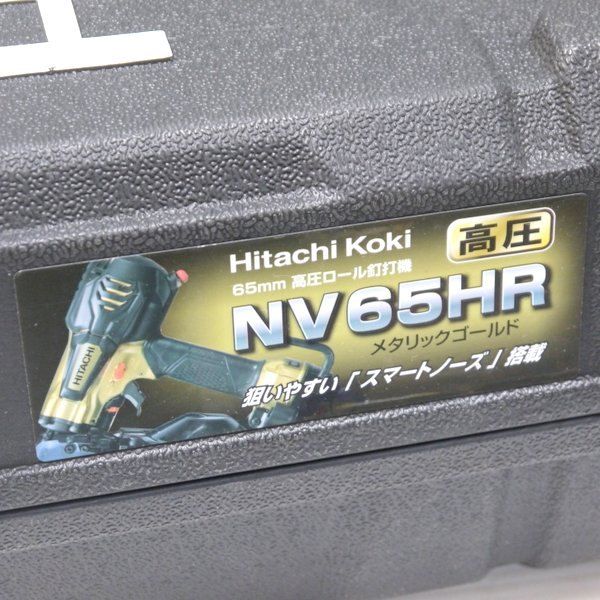 Hitachi Koki
高圧
65mm 高圧ロール釘打機
NV65HR
メタリックゴールド
狙いやすい「スマートノーズ」搭載
HITACHI